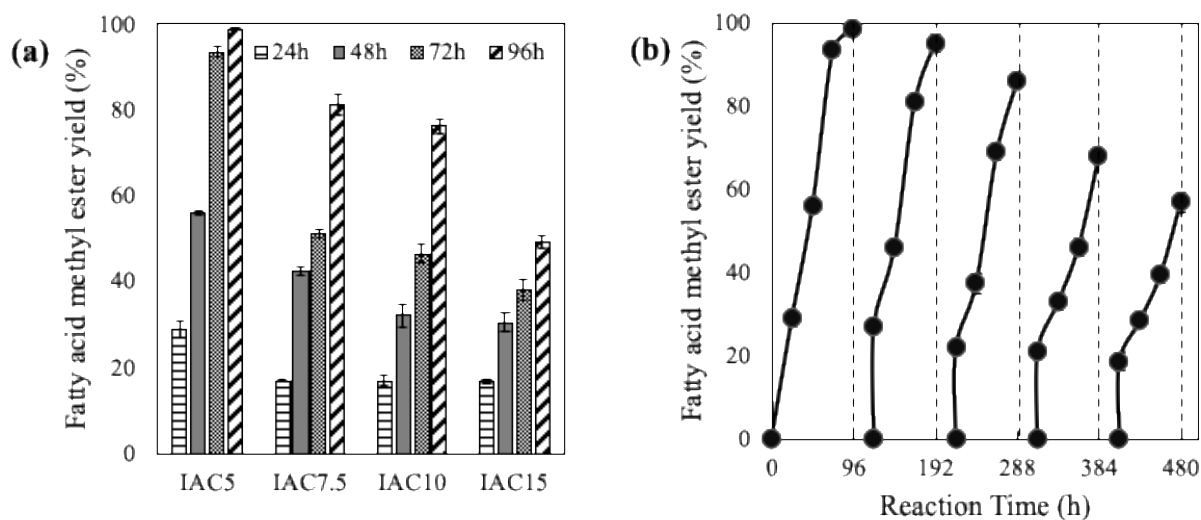 (a)
Fatty acid methyl ester yield (%)
100
80
60
40
20
0
24h 48h 72h 96h
IAC5 IAC7.5 IAC10 IAC15
(b)
Fatty acid methyl ester yield (%)
100
80
60
40
20
0
0 96 192 288 384 480
Reaction Time (h)